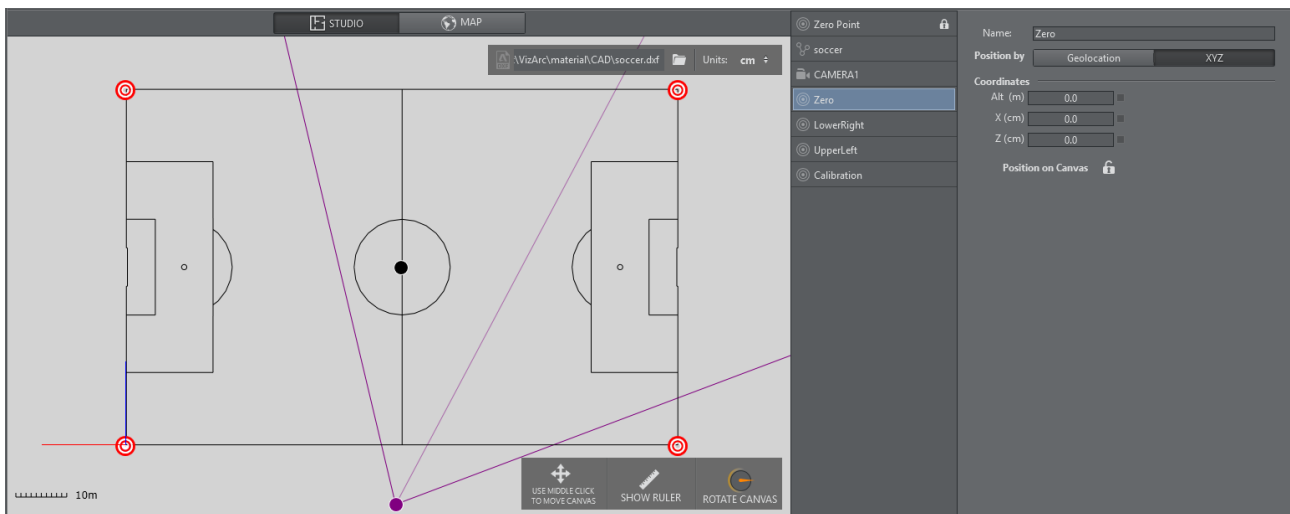 STUDIO
MAP
\VizArc\material\CAD\soccer.dxf
Units: cm
10m
USE MIDDLE CLICK
TO MOVE CANVAS
SHOW RULER
ROTATE CANVAS
Zero Point
soccer
CAMERA1
Zero
LowerRight
UpperLeft
Calibration
Name: Zero
Position by Geolocation XYZ
Coordinates
Alt (m) 0.0
X (cm) 0.0
Z (cm) 0.0
Position on Canvas